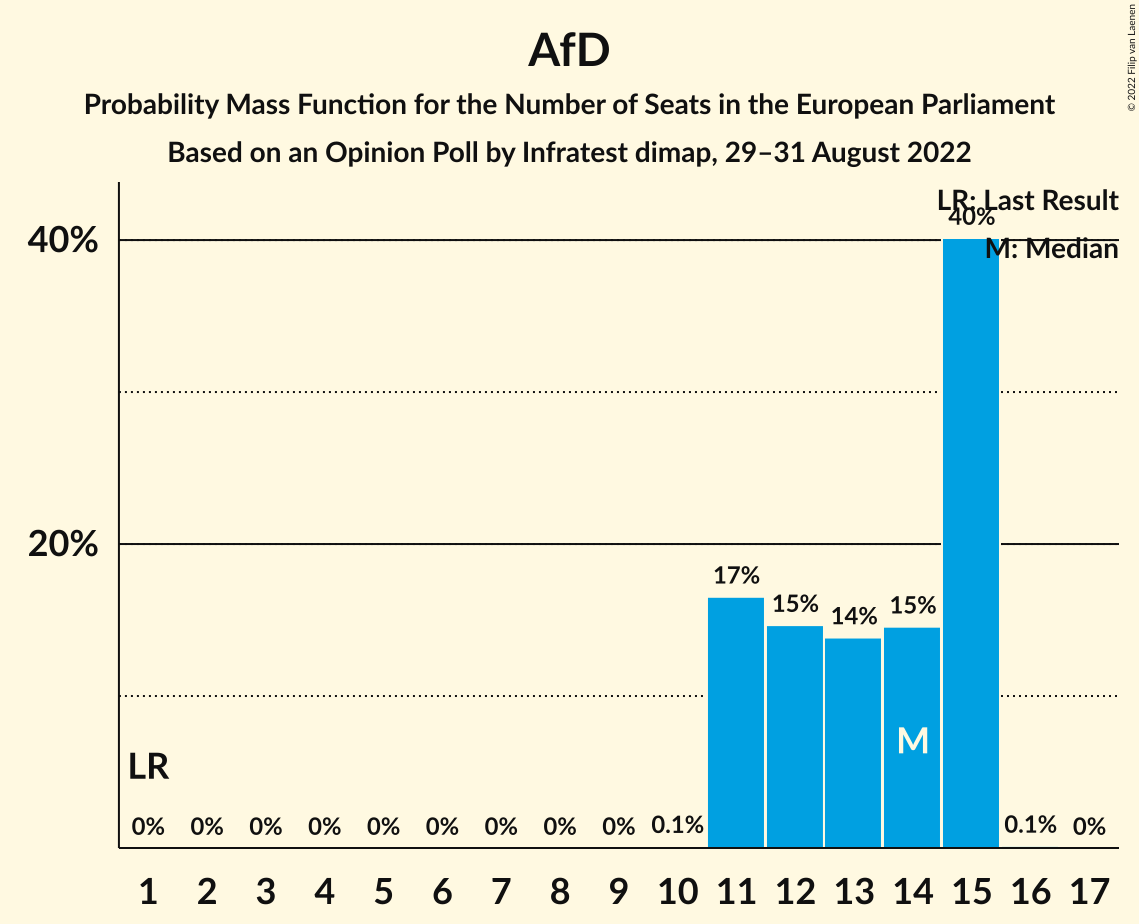 AfD
Probability Mass Function for the Number of Seats in the European Parliament
Based on an Opinion Poll by Infratest dimap, 29–31 August 2022
© 2022 Filip van Laenen
LR: Last Result
M: Median
40%
20%
40%
17%
15%
14%
15%
M
LR
0% 0% 0% 0% 0% 0% 0% 0% 0% 0.1% 0.1% 0%
1 2 3 4 5 6 7 8 9 10 11 12 13 14 15 16 17